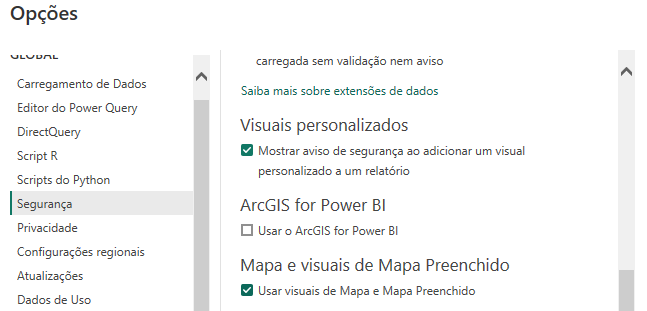 Opções
GLOBAL
Carregamento de Dados
Editor do Power Query
DirectQuery
Script R
Scripts do Python
Segurança
Privacidade
Configurações regionais
Atualizações
Dados de Uso
carregada sem validação nem aviso
Saiba mais sobre extensões de dados
Visuais personalizados
Mostrar aviso de segurança ao adicionar um visual
personalizado a um relatório
ArcGIS for Power BI
Usar o ArcGIS for Power BI
Mapa e visuais de Mapa Preenchido
Usar visuais de Mapa e Mapa Preenchido